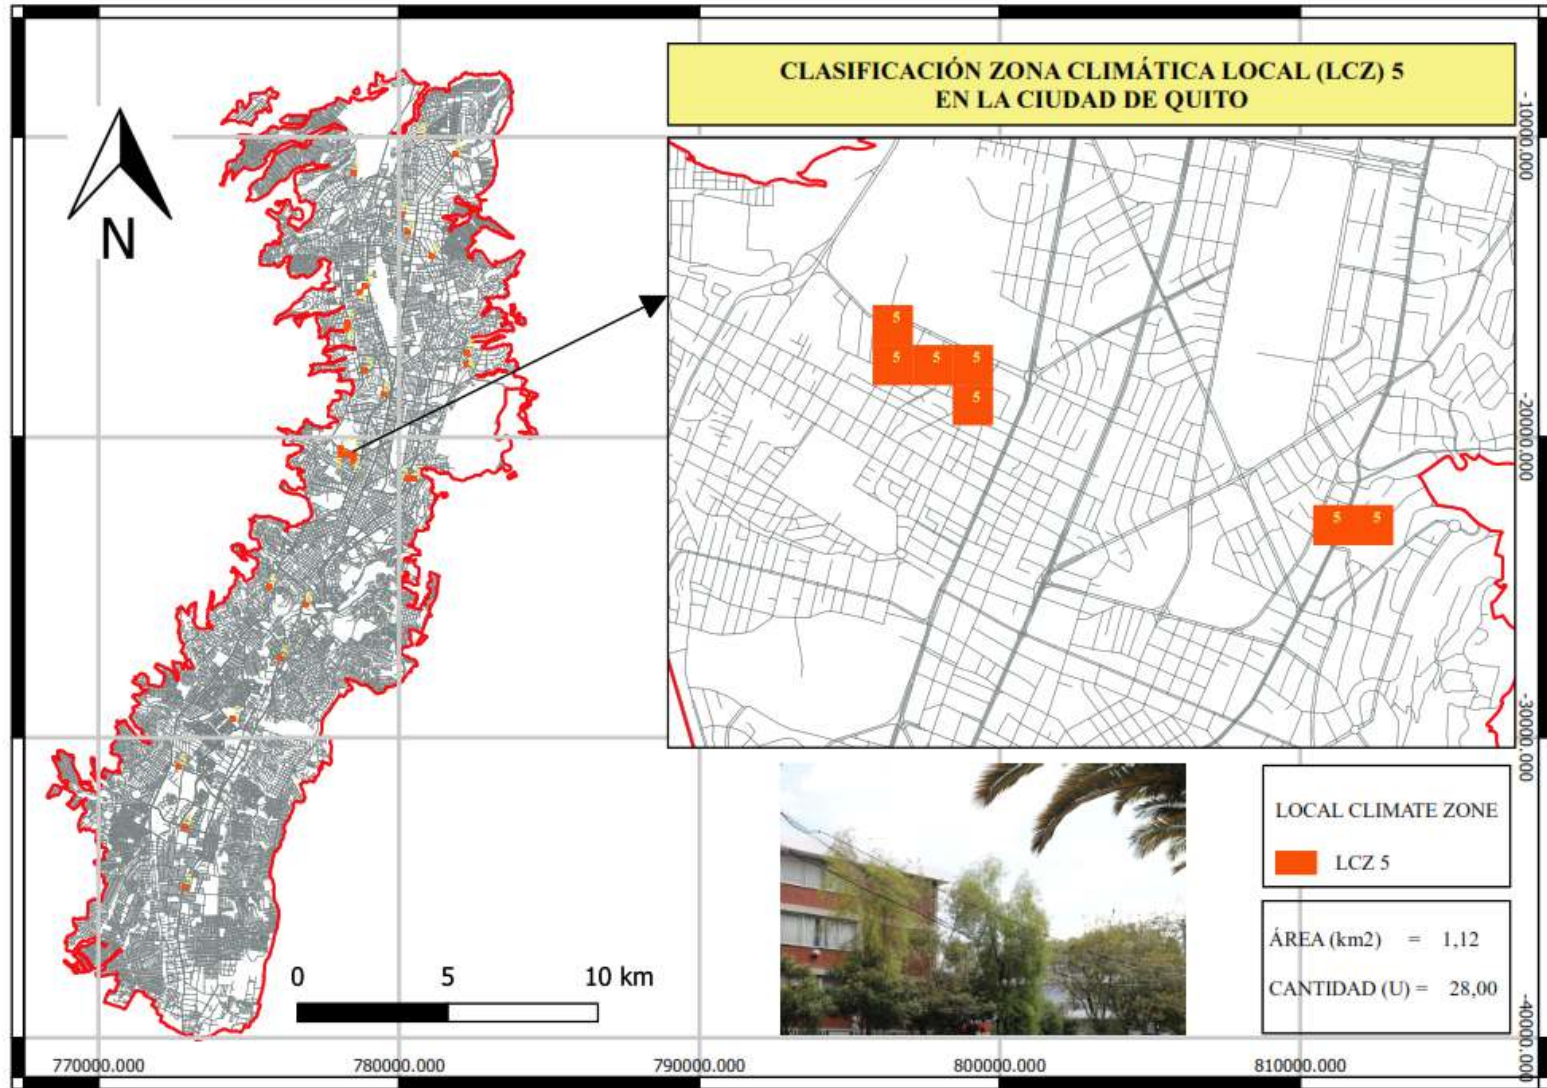 CLASIFICACIÓN ZONA CLIMÁTICA LOCAL (LCZ) 5
EN LA CIUDAD DE QUITO
N
5
5 5 5
5
5 5
-10000.000
-20000.000
-30000.000
-40000.000
LOCAL CLIMATE ZONE
LCZ 5
ÁREA (km2) = 1,12
CANTIDAD (U) = 28,00
0 5 10 km
770000.000 780000.000 790000.000 800000.000 810000.000